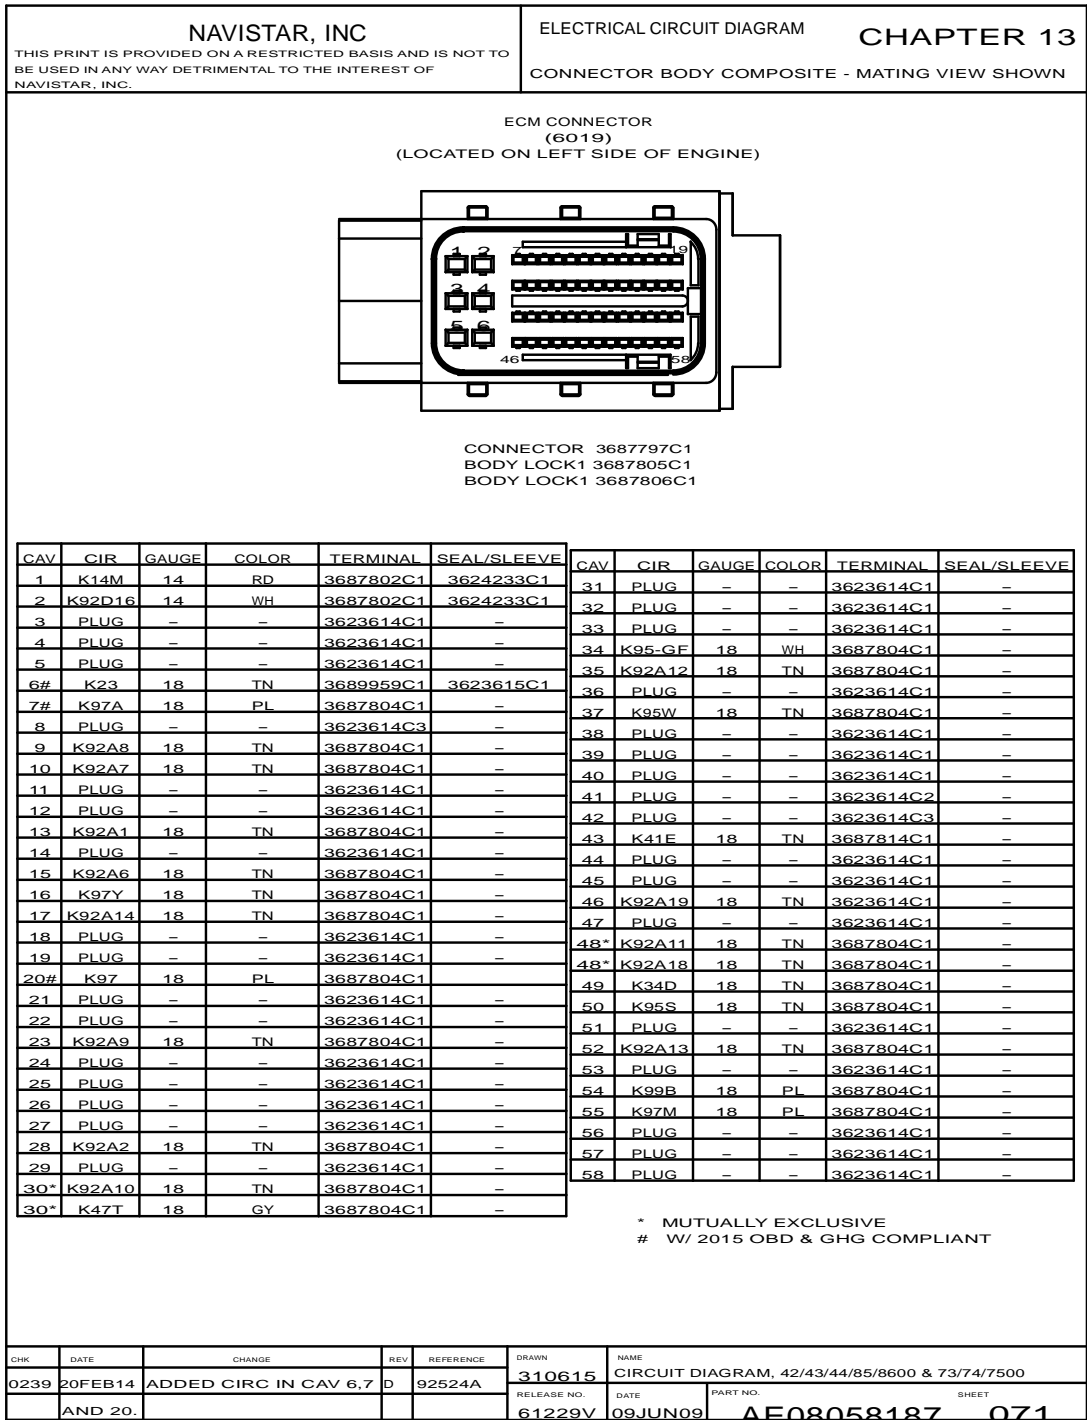 NAVISTAR, INC
THIS PRINT IS PROVIDED ON A RESTRICTED BASIS AND IS NOT TO
BE USED IN ANY WAY DETRIMENTAL TO THE INTEREST OF
NAVISTAR, INC.
ELECTRICAL CIRCUIT DIAGRAM
CHAPTER 13
CONNECTOR BODY COMPOSITE - MATING VIEW SHOWN
ECM CONNECTOR
(6019)
(LOCATED ON LEFT SIDE OF ENGINE)
1 2 7 19
3 4
5 6
46 58
CONNECTOR 3687797C1
BODY LOCK1 3687805C1
BODY LOCK1 3687806C1
CAV CIR GAUGE COLOR TERMINAL SEAL/SLEEVE
1 K14M 14 RD 3687802C1 3624233C1
2 K92D16 14 WH 3687802C1 3624233C1
3 PLUG – – 3623614C1 –
4 PLUG – – 3623614C1 –
5 PLUG – – 3623614C1 –
6# K23 18 TN 3689959C1 3623615C1
7# K97A 18 PL 3687804C1 –
8 PLUG – – 3623614C3 –
9 K92A8 18 TN 3687804C1 –
10 K92A7 18 TN 3687804C1 –
11 PLUG – – 3623614C1 –
12 PLUG – – 3623614C1 –
13 K92A1 18 TN 3687804C1 –
14 PLUG – – 3623614C1 –
15 K92A6 18 TN 3687804C1 –
16 K97Y 18 TN 3687804C1 –
17 K92A14 18 TN 3687804C1 –
18 PLUG – – 3623614C1 –
19 PLUG – – 3623614C1 –
20# K97 18 PL 3687804C1 –
21 PLUG – – 3623614C1 –
22 PLUG – – 3623614C1 –
23 K92A9 18 TN 3687804C1 –
24 PLUG – – 3623614C1 –
25 PLUG – – 3623614C1 –
26 PLUG – – 3623614C1 –
27 PLUG – – 3623614C1 –
28 K92A2 18 TN 3687804C1 –
29 PLUG – – 3623614C1 –
30* K92A10 18 TN 3687804C1 –
30* K47T 18 GY 3687804C1 –
CAV CIR GAUGE COLOR TERMINAL SEAL/SLEEVE
31 PLUG – – 3623614C1 –
32 PLUG – – 3623614C1 –
33 PLUG – – 3623614C1 –
34 K95-GF 18 WH 3687804C1 –
35 K92A12 18 TN 3687804C1 –
36 PLUG – – 3623614C1 –
37 K95W 18 TN 3687804C1 –
38 PLUG – – 3623614C1 –
39 PLUG – – 3623614C1 –
40 PLUG – – 3623614C1 –
41 PLUG – – 3623614C2 –
42 PLUG – – 3623614C3 –
43 K41E 18 TN 3687814C1 –
44 PLUG – – 3623614C1 –
45 PLUG – – 3623614C1 –
46 K92A19 18 TN 3687804C1 –
47 PLUG – – 3623614C1 –
48* K92A11 18 TN 3687804C1 –
48* K92A18 18 TN 3687804C1 –
49 K34D 18 TN 3687804C1 –
50 K95S 18 TN 3687804C1 –
51 PLUG – – 3623614C1 –
52 K92A13 18 TN 3687804C1 –
53 PLUG – – 3623614C1 –
54 K99B 18 PL 3687804C1 –
55 K97M 18 PL 3687804C1 –
56 PLUG – – 3623614C1 –
57 PLUG – – 3623614C1 –
58 PLUG – – 3623614C1 –
* MUTUALLY EXCLUSIVE
# W/ 2015 OBD & GHG COMPLIANT
CHK DATE CHANGE REV REFERENCE
0239 20FEB14 ADDED CIRC IN CAV 6,7 D 92524A
AND 20.
DRAWN NAME
310615 CIRCUIT DIAGRAM, 42/43/44/85/8600 & 73/74/7500
RELEASE NO. DATE PART NO. SHEET
61229V 09JUN09 AE08058187 071